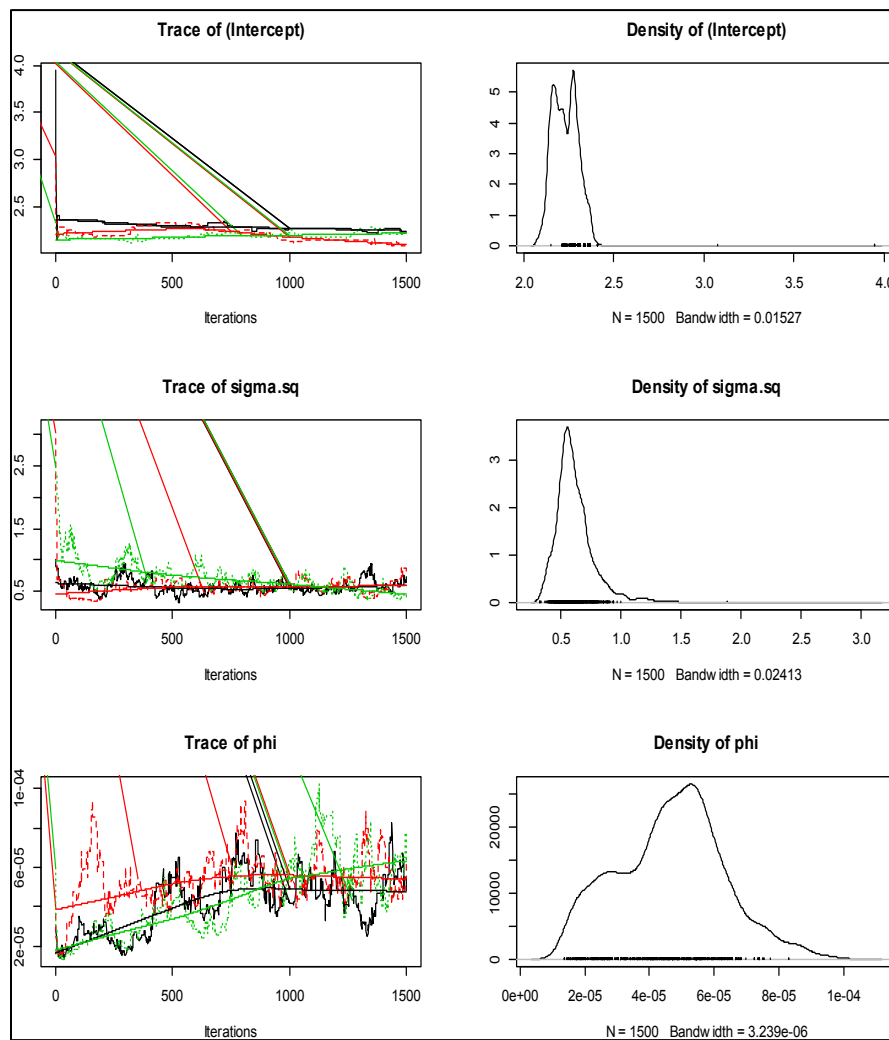 Trace of (Intercept)
Density of (Intercept)
4.0
3.5
3.0
2.5
0 500 1000 1500
Iterations
5
4
3
2
1
0
2.0 2.5 3.0 3.5 4.0
N = 1500 Bandwidth = 0.01527
Trace of sigma.sq
Density of sigma.sq
2.5
1.5
0.5
0 500 1000 1500
Iterations
3
2
1
0
0.5 1.0 1.5 2.0 2.5 3.0
N = 1500 Bandwidth = 0.02413
Trace of phi
Density of phi
1e-04
6e-05
2e-05
0 500 1000 1500
Iterations
20000
10000
0
0e+00 2e-05 4e-05 6e-05 8e-05 1e-04
N = 1500 Bandwidth = 3.239e-06